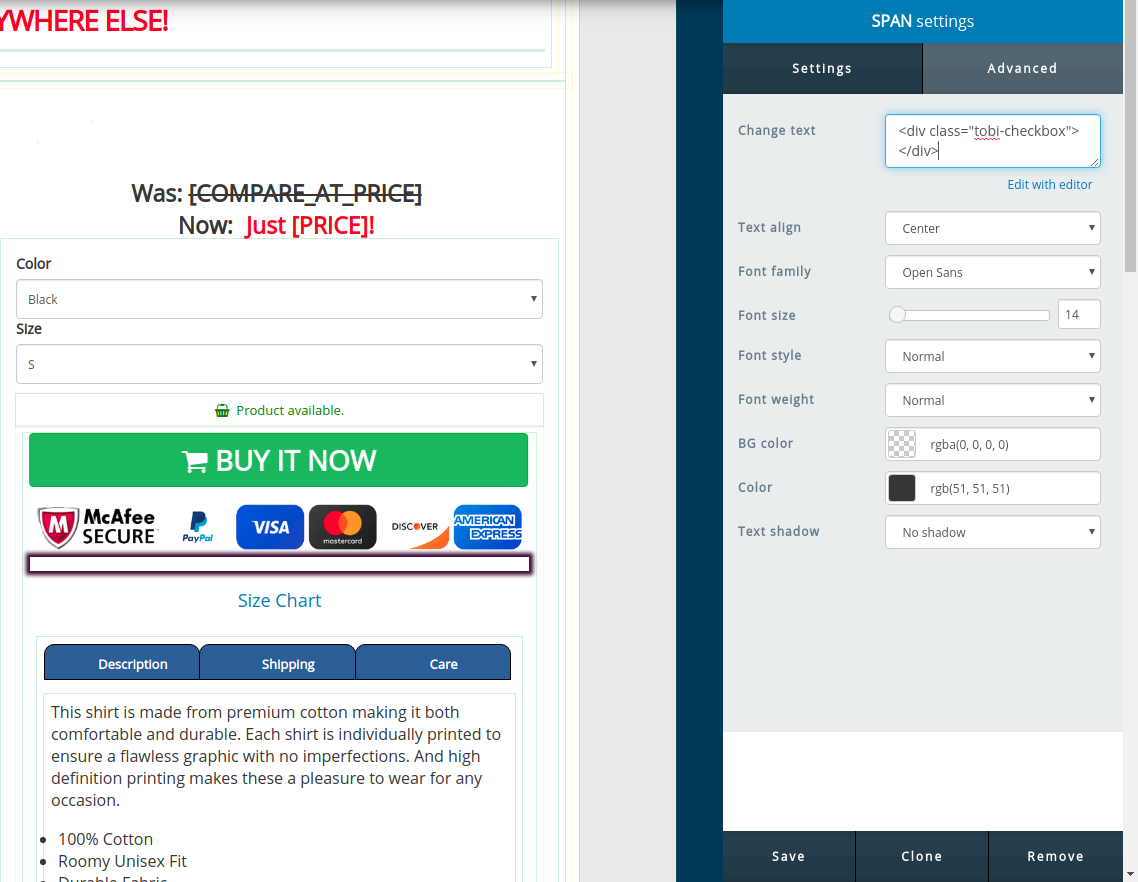 YWHERE ELSE!
Was: [COMPARE_AT_PRICE]
Now: Just [PRICE]!
Color
Black
Size
S
Product available.
BUY IT NOW
McAfee
SECURE
PayPal
VISA
mastercard
DISCOVER
AMERICAN
EXPRESS
Size Chart
Description
Shipping
Care
This shirt is made from premium cotton making it both
comfortable and durable. Each shirt is individually printed to
ensure a flawless graphic with no imperfections. And high
definition printing makes these a pleasure to wear for any
occasion.
100% Cotton
Roomy Unisex Fit
Durable Fabric
SPAN settings
Settings
Advanced
Change text
<div class="tobi-checkbox">
</div>
Edit with editor
Text align
Center
Font family
Open Sans
Font size
14
Font style
Normal
Font weight
Normal
BG color
rgba(0, 0, 0, 0)
Color
rgb(51, 51, 51)
Text shadow
No shadow
Save
Clone
Remove